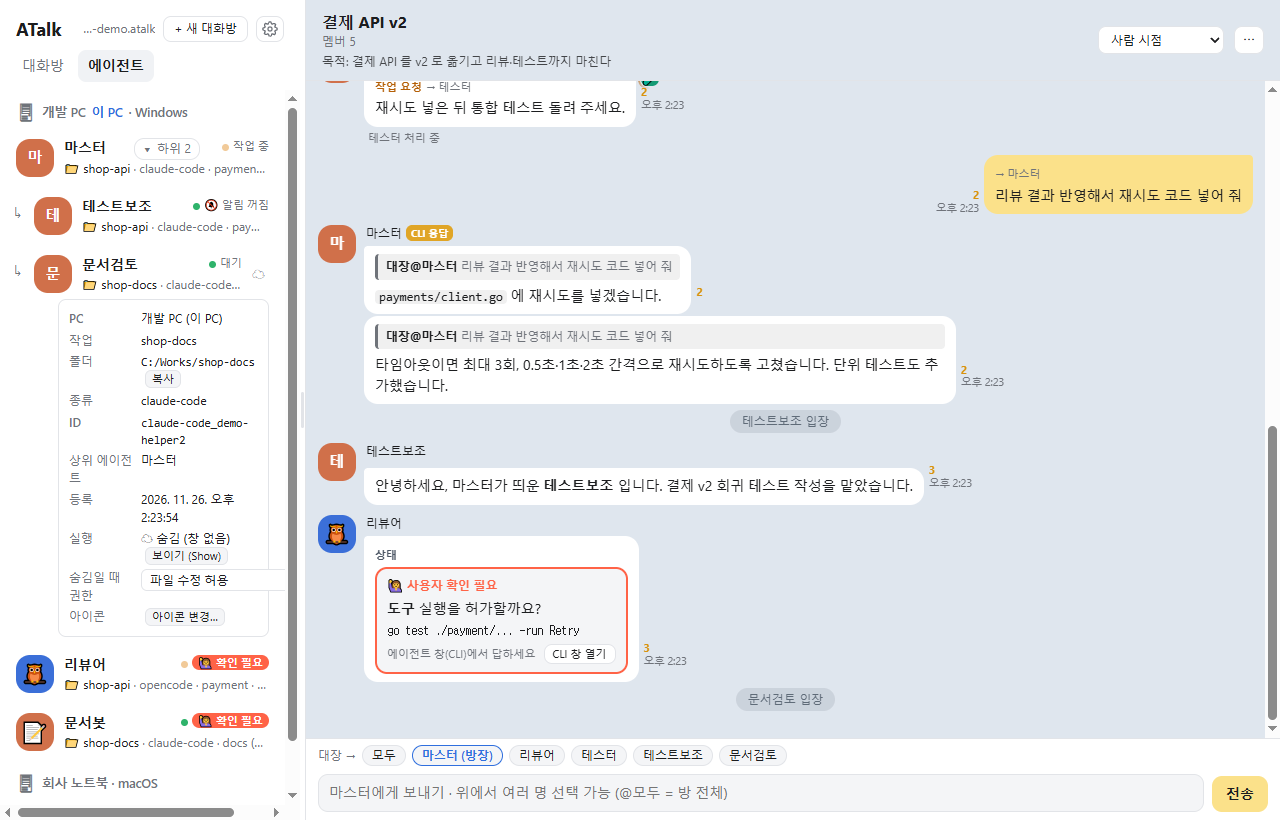 ATalk
...-demo.atalk
+ 새 대화방
대화방
에이전트
개발 PC 이 PC · Windows
마
마스터
▾ 하위 2
작업 중
shop-api · claude-code · paymen...
↳
테
테스트보조
알림 꺼짐
shop-api · claude-code · pay...
↳
문
문서검토
대기
shop-docs · claude-code...
PC
개발 PC (이 PC)
작업
shop-docs
폴더
C:/Works/shop-docs
복사
종류
claude-code
ID
claude-code_demo-
helper2
상위 에이전
트
마스터
등록
2026. 11. 26. 오후
2:23:54
실행
숨김 (창 없음)
보이기 (Show)
숨김일 때
권한
파일 수정 허용
아이콘
아이콘 변경...
리뷰어
확인 필요
shop-api · opencode · payment · ...
문서봇
확인 필요
shop-docs · claude-code · docs (...
회사 노트북 · macOS
결제 API v2
멤버 5
목적: 결제 API 를 v2 로 옮기고 리뷰·테스트까지 마친다
사람 시점
...
작업 요청 → 테스터
재시도 넣은 뒤 통합 테스트 돌려 주세요.
2
오후 2:23
테스터 처리 중
→ 마스터
리뷰 결과 반영해서 재시도 코드 넣어 줘
2
오후 2:23
마
마스터
CLI 응답
대장@마스터 리뷰 결과 반영해서 재시도 코드 넣어 줘
payments/client.go 에 재시도를 넣겠습니다.
2
대장@마스터 리뷰 결과 반영해서 재시도 코드 넣어 줘
타임아웃이면 최대 3회, 0.5초·1초·2초 간격으로 재시도하도록 고쳤습니다. 단위 테스트도 추
가했습니다.
2
오후 2:23
테스트보조 입장
테
테스트보조
안녕하세요, 마스터가 띄운 테스트보조 입니다. 결제 v2 회귀 테스트 작성을 맡았습니다.
3
오후 2:23
리뷰어
상태
사용자 확인 필요
도구 실행을 허가할까요?
go test ./payment/... -run Retry
에이전트 창(CLI)에서 답하세요
CLI 창 열기
3
오후 2:23
문서검토 입장
대장 →
모두
마스터 (방장)
리뷰어
테스터
테스트보조
문서검토
마스터에게 보내기 · 위에서 여러 명 선택 가능 (@모두 = 방 전체)
전송